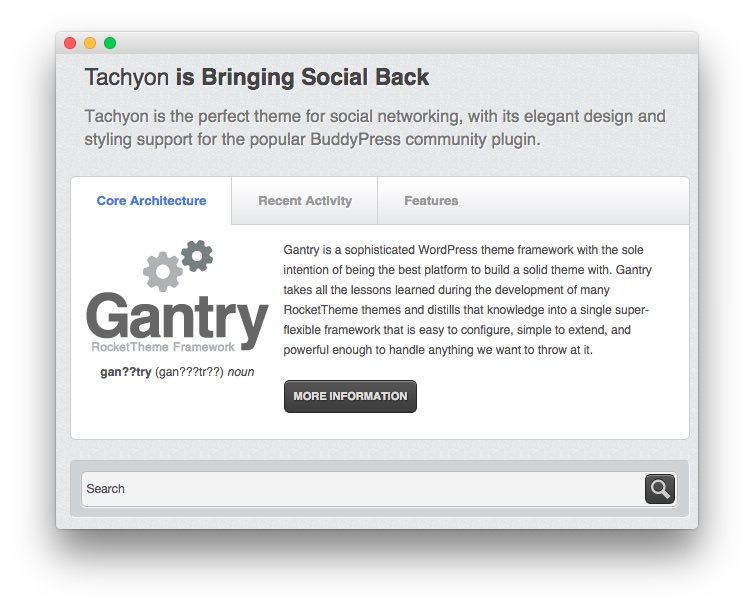 Tachyon is Bringing Social Back
Tachyon is the perfect theme for social networking, with its elegant design and
styling support for the popular BuddyPress community plugin.
Core Architecture
Recent Activity
Features
Gantry
RocketTheme Framework
gan??try (gan???tr??) noun
Gantry is a sophisticated WordPress theme framework with the sole
intention of being the best platform to build a solid theme with. Gantry
takes all the lessons learned during the development of many
RocketTheme themes and distills that knowledge into a single super-
flexible framework that is easy to configure, simple to extend, and
powerful enough to handle anything we want to throw at it.
MORE INFORMATION
Search